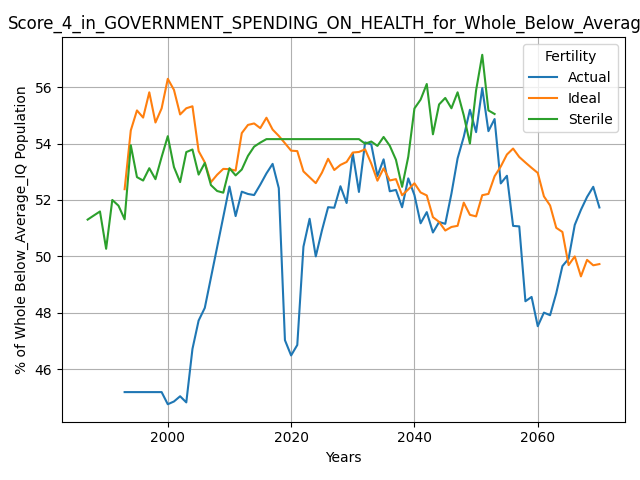 Score_4_in_GOVERNMENT_SPENDING_ON_HEALTH_for_Whole_Below_Averag
% of Whole Below_Average_IQ Population
56
54
52
50
48
46
Fertility
Actual
Ideal
Sterile
2000 2020 2040 2060
Years